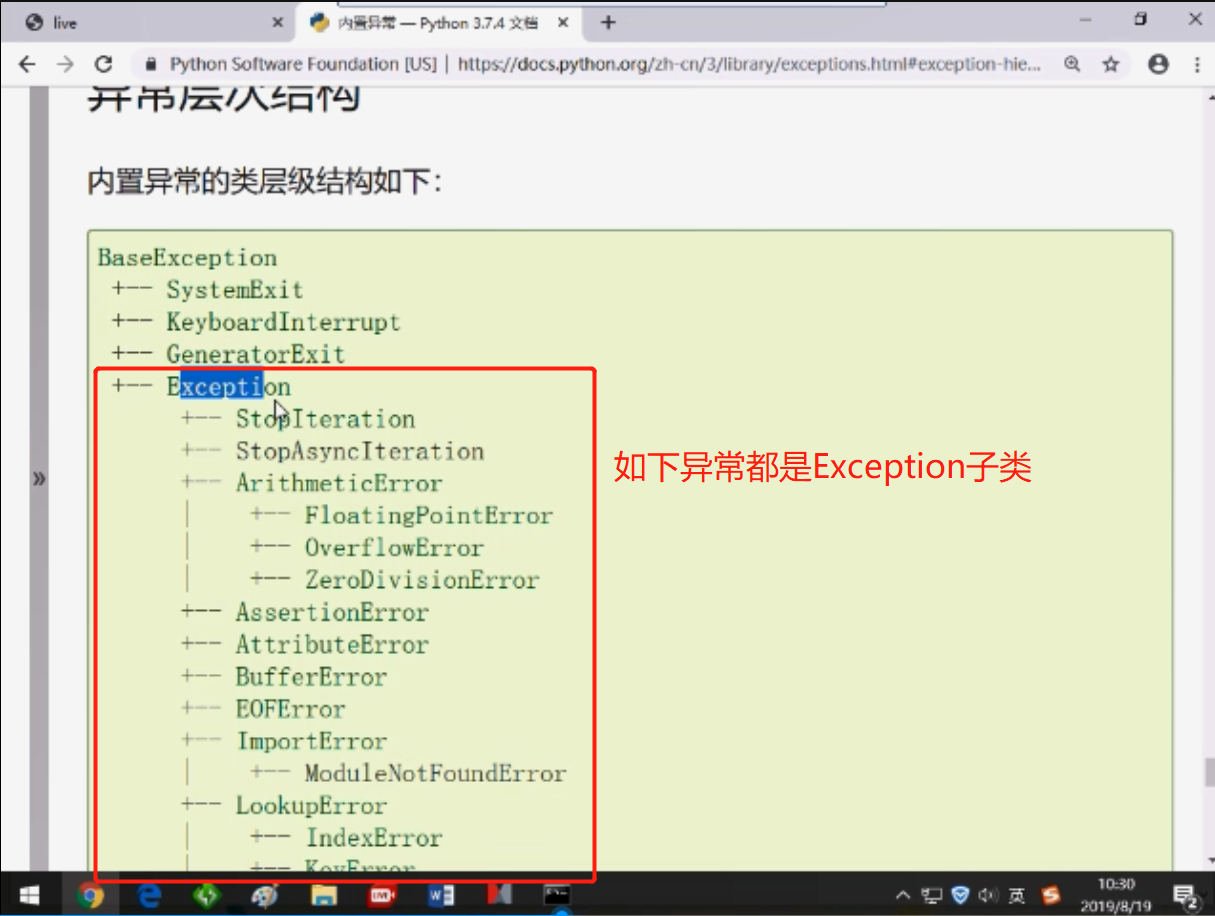 live
内置异常 — Python 3.7.4 文档
Python Software Foundation [US] | https://docs.python.org/zh-cn/3/library/exceptions.html#exception-hie...
异常层次结构
内置异常的类层级结构如下：
BaseException
+-- SystemExit
+-- KeyboardInterrupt
+-- GeneratorExit
+-- Exception
+-- StopIteration
+-- StopAsyncIteration
+-- ArithmeticError
| +-- FloatingPointError
| +-- OverflowError
| +-- ZeroDivisionError
+-- AssertionError
+-- AttributeError
+-- BufferError
+-- EOFError
+-- ImportError
| +-- ModuleNotFoundError
+-- LookupError
| +-- IndexError
| +-- KeyError
如下异常都是Exception子类
»
LIVE
英
10:30
2019/8/19
2